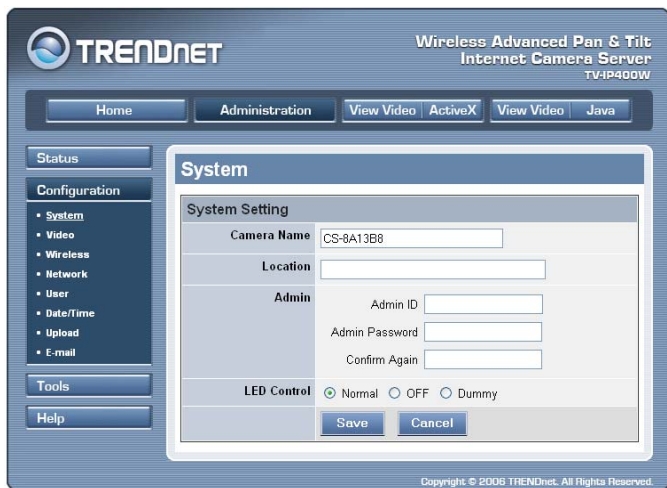 TRENDNET
Wireless Advanced Pan & Tilt
Internet Camera Server
TV-IP400W
Home
Administration
View Video ActiveX
View Video Java
Status
Configuration
System
Video
Wireless
Network
User
Date/Time
Upload
E-mail
Tools
Help
System
System Setting
Camera Name CS-8A13B8
Location
Admin
Admin ID
Admin Password
Confirm Again
LED Control Normal OFF Dummy
Save Cancel
Copyright © 2006 TRENDnet. All Rights Reserved.